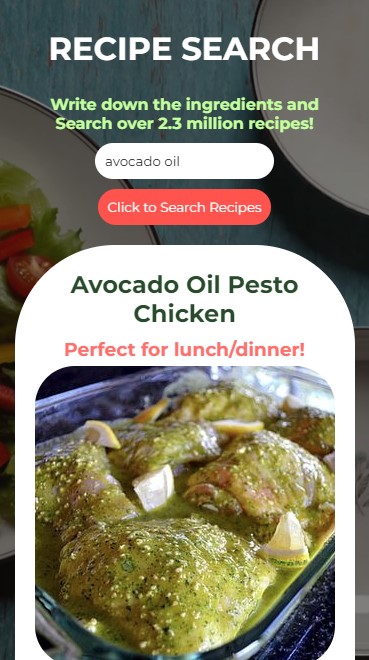 RECIPE SEARCH
Write down the ingredients and
Search over 2.3 million recipes!
avocado oil
Click to Search Recipes
Avocado Oil Pesto
Chicken
Perfect for lunch/dinner!